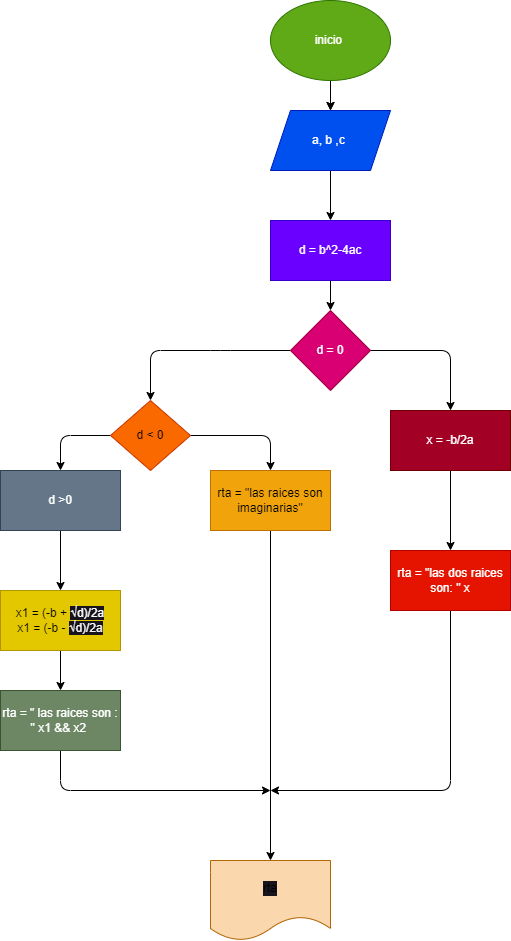 inicio
a, b ,c
d = b^2-4ac
d = 0
d < 0
x = -b/2a
d >0
rta = "las raices son
imaginarias"
rta = "las dos raices
son: " x
x1 = (-b + √d)/2a
x1 = (-b - √d)/2a
rta = " las raices son :
" x1 && x2
rta